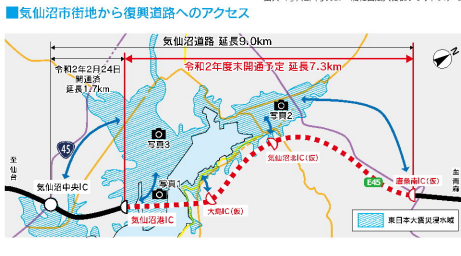 ■気仙沼市街地から復興道路へのアクセス
気仙沼道路 延長9.0km
令和2年2月24日
開通済
延長1.7km
令和2年度末開通予定 延長7.3km
写真2
写真3
45
気仙沼北IC(仮)
至仙台
気仙沼中央IC
写真1
E45
唐桑南IC(仮)
気仙沼港IC
大島IC(仮)
東日本大震災浸水域